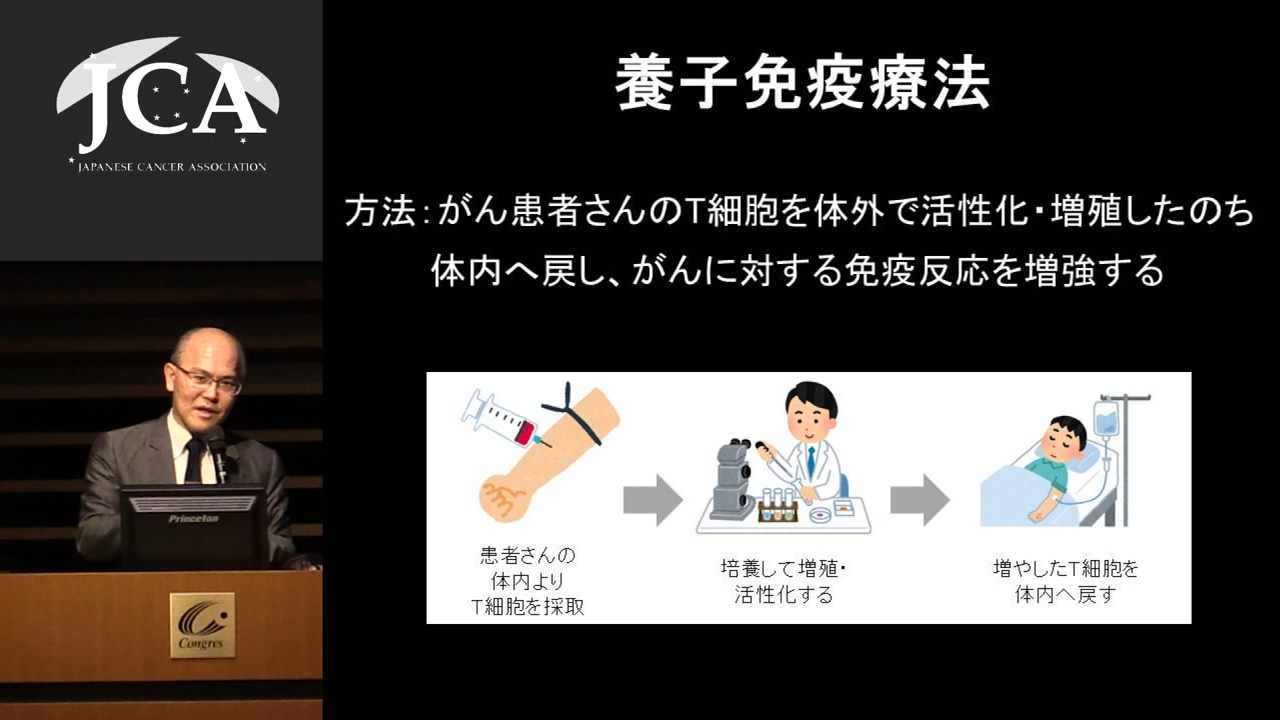 JCA
JAPANESE CANCER ASSOCIATION
養子免疫療法
方法：がん患者さんのT細胞を体外で活性化・増殖したのち
体内へ戻し、がんに対する免疫反応を増強する
患者さんの
体内より
T細胞を採取
培養して増殖・
活性化する
増やしたT細胞を
体内へ戻す
Princeton
Congrès